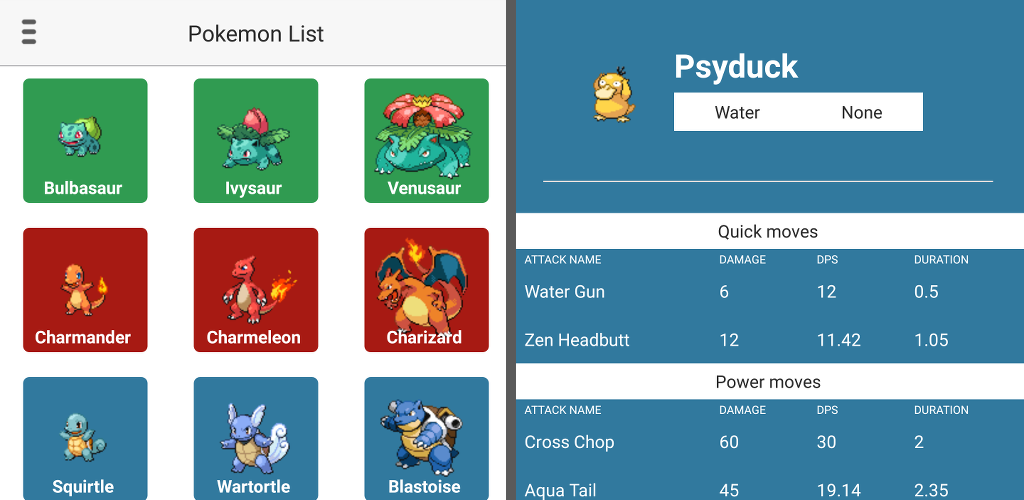 Pokemon List
Bulbasaur Ivysaur Venusaur
Charmander Charmeleon Charizard
Squirtle Wartortle Blastoise
Psyduck
Water None
Quick moves
ATTACK NAME DAMAGE DPS DURATION
Water Gun 6 12 0.5
Zen Headbutt 12 11.42 1.05
Power moves
ATTACK NAME DAMAGE DPS DURATION
Cross Chop 60 30 2
Aqua Tail 45 19.14 2.35